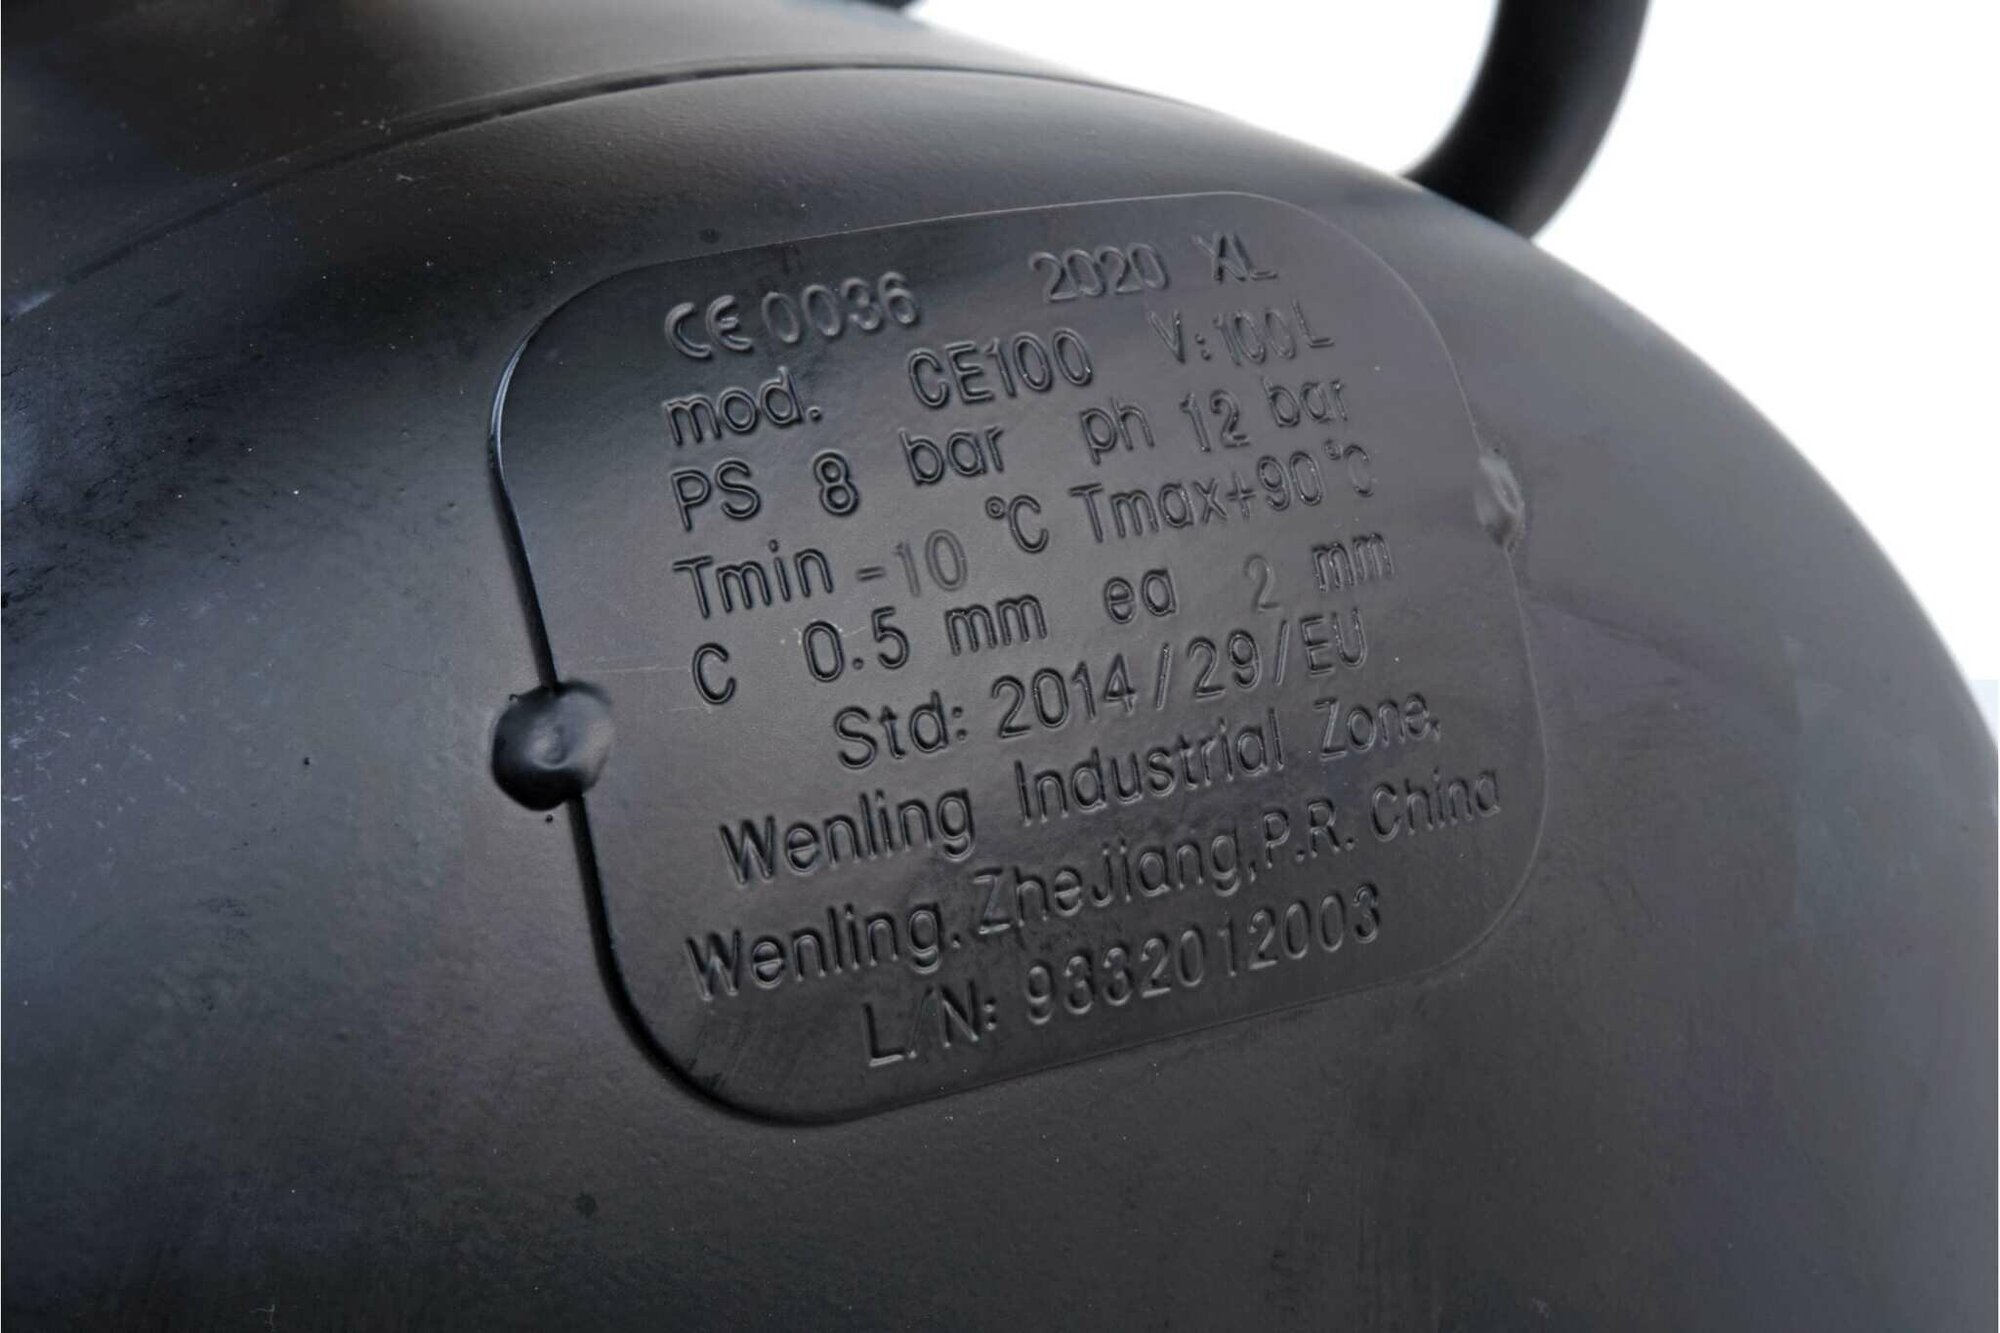 CE 0036 2020 XL
mod. CE100 V:100L
PS 8 bar ph 12 bar
Tmin -10 °C Tmax+90°C
C 0.5 mm ea 2 mm
Std: 2014/29/EU
Wenling Industrial Zone,
Wenling. ZheJiang,P.R. China
L/N: 9332012003